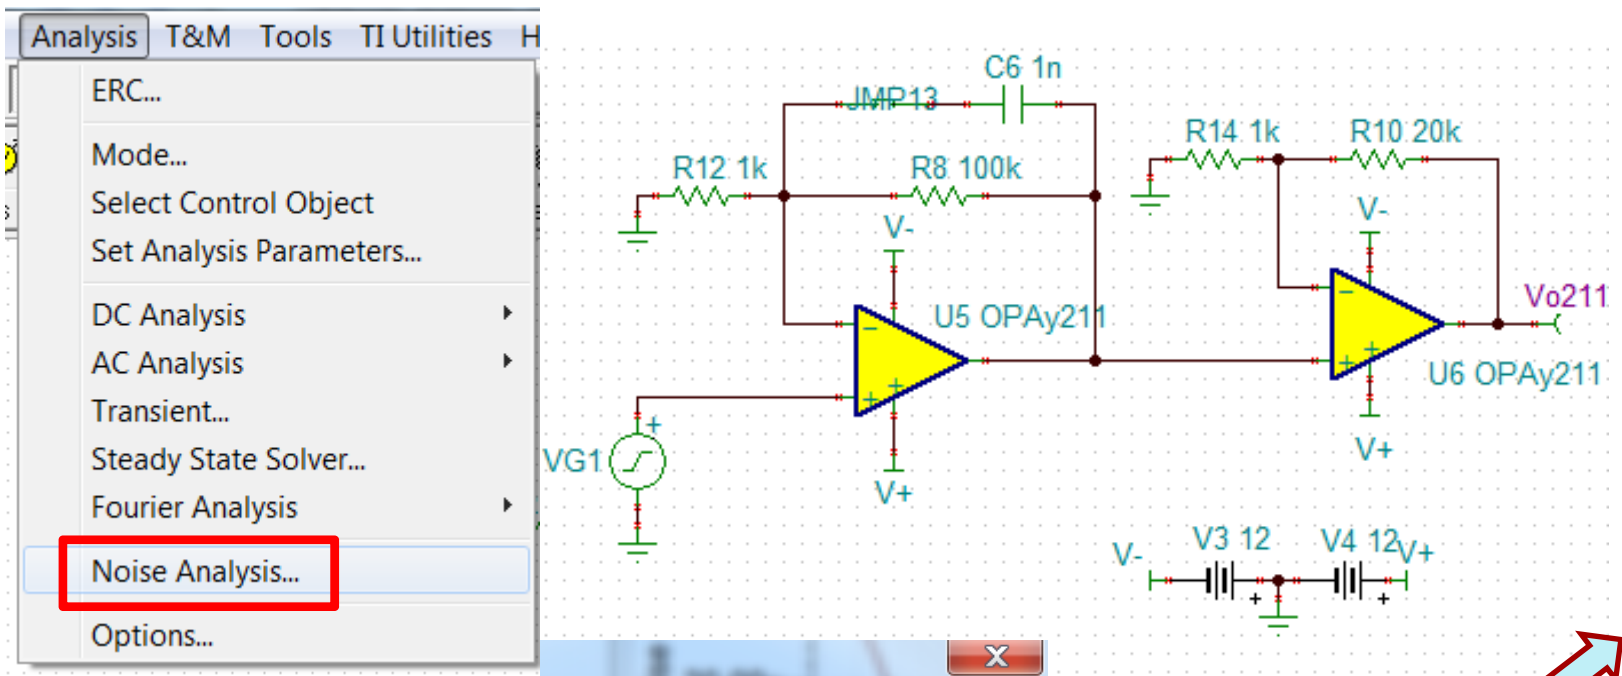 Analysis T&M Tools TI Utilities H
ERC...
Mode...
Select Control Object
Set Analysis Parameters...
DC Analysis
AC Analysis
Transient...
Steady State Solver...
Fourier Analysis
Noise Analysis...
Options...
C6 1n
JMP13
R14 1k
R10 20k
R12 1k
R8 100k
V-
V-
Vo211
U5 OPAy211
U6 OPAy211
+
VG1
V+
V+
V3 12
V4 12
V-
V+
+
+